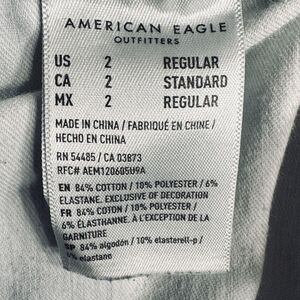 AMERICAN EAGLE
OUTFITTERS
US 2 REGULAR
CA 2 STANDARD
MX 2 REGULAR
MADE IN CHINA / FABRIQUÉ EN CHINE /
HECHO EN CHINA
RN 54485 / CA 03873
RFC# AEM120605U9A
EN 84% COTTON / 10% POLYESTER / 6%
ELASTANE. EXCLUSIVE OF DECORATION
FR 84% COTON / 10% POLYESTER /
6% ÉLASTHANNE. À L'EXCEPTION DE LA
GARNITURE
SP 84% algodón / 10% elasterell-p /
6% elastane